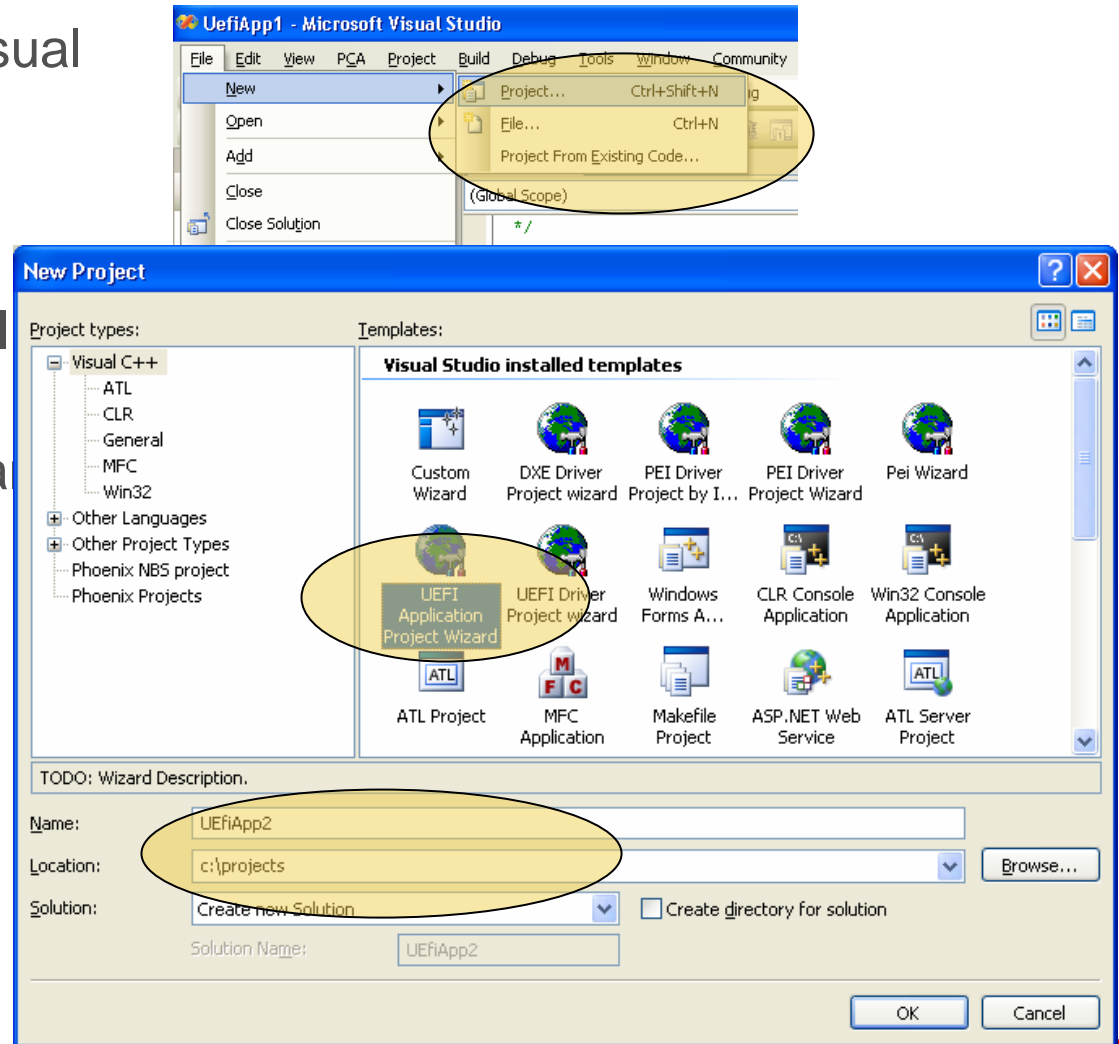 sual
UefiApp1 - Microsoft Visual Studio
File Edit View PCA Project Build Debug Tools Window Community
New
Project... Ctrl+Shift+N
Open
File... Ctrl+N
Add
Project From Existing Code...
Close
(Global Scope)
Close Solution
*/
New Project
Project types:
Templates:
Visual C++
ATL
CLR
General
MFC
Win32
Other Languages
Other Project Types
Phoenix NBS project
Phoenix Projects
Visual Studio installed templates
Custom Wizard
DXE Driver Project wizard
PEI Driver Project by I...
PEI Driver Project Wizard
Pei Wizard
UEFI Application Project Wizard
UEFI Driver Project wizard
Windows Forms A...
CLR Console Application
Win32 Console Application
ATL Project
MFC Application
Makefile Project
ASP.NET Web Service
ATL Server Project
TODO: Wizard Description.
Name: UEfiApp2
Location: c:\projects Browse...
Solution: Create new Solution Create directory for solution
Solution Name: UEfiApp2
OK Cancel